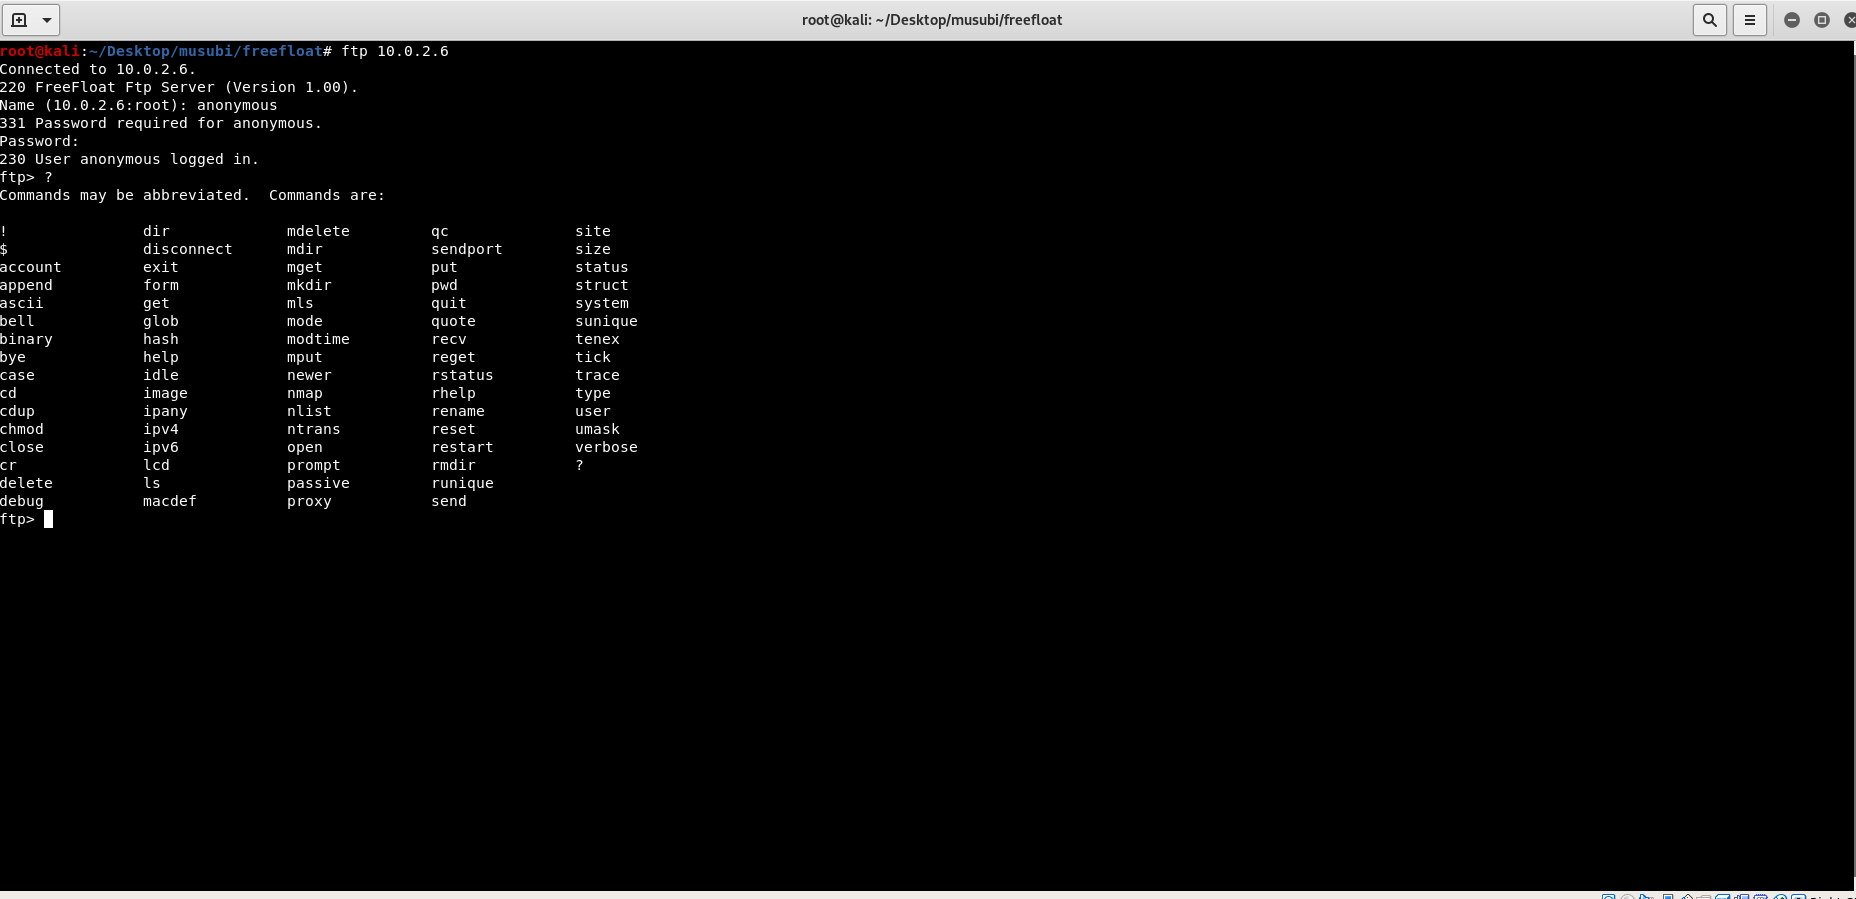 root@kali: ~/Desktop/musubi/freefloat
root@kali:~/Desktop/musubi/freefloat# ftp 10.0.2.6
Connected to 10.0.2.6.
220 FreeFloat Ftp Server (Version 1.00).
Name (10.0.2.6:root): anonymous
331 Password required for anonymous.
Password:
230 User anonymous logged in.
ftp> ?
Commands may be abbreviated.  Commands are:
! dir mdelete qc site
$ disconnect mdir sendport size
account exit mget put status
append form mkdir pwd struct
ascii get mls quit system
bell glob mode quote sunique
binary hash modtime recv tenex
bye help mput reget tick
case idle newer rstatus trace
cd image nmap rhelp type
cdup ipany nlist rename user
chmod ipv4 ntrans reset umask
close ipv6 open restart verbose
cr lcd prompt rmdir ?
delete ls passive runique
debug macdef proxy send
ftp>